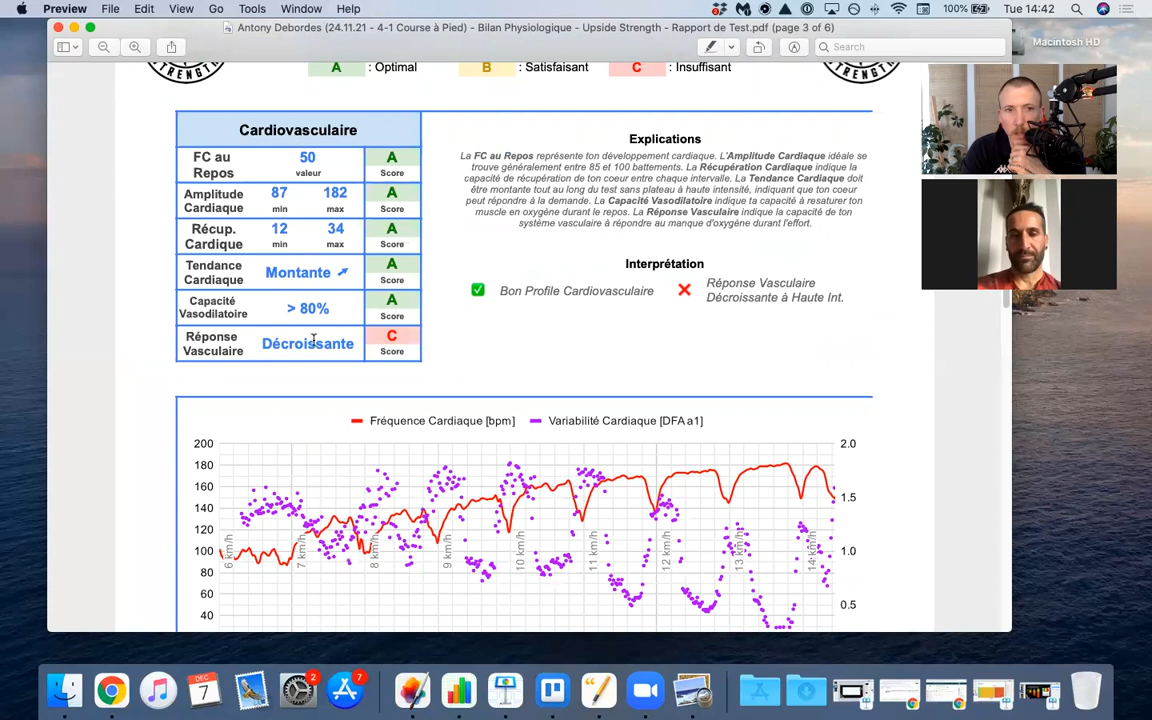 Preview File Edit View Go Tools Window Help
100% Tue 14:42
Antony Debordes (24.11.21 - 4-1 Course à Pied) - Bilan Physiologique - Upside Strength - Rapport de Test.pdf (page 3 of 6)
Search
Macintosh HD
STRENGTH
A : Optimal B : Satisfaisant C : Insuffisant
STRENGTH
Cardiovasculaire
FC au Repos 50 valeur A Score
Amplitude Cardiaque 87 min 182 max A Score
Récup. Cardiaque 12 min 34 max A Score
Tendance Cardiaque Montante A Score
Capacité Vasodilatoire > 80% A Score
Réponse Vasculaire Décroissante C Score
Explications
La FC au Repos représente ton développement cardiaque. L'Amplitude Cardiaque idéale se
trouve généralement entre 85 et 100 battements. La Récupération Cardiaque indique la
capacité de récupération de ton coeur entre chaque intervalle. La Tendance Cardiaque doit
être montante tout au long du test sans plateau à haute intensité, indiquant que ton coeur
peut répondre à la demande. La Capacité Vasodilatoire indique ta capacité à resaturer ton
muscle en oxygène durant le repos. La Réponse Vasculaire indique la capacité de ton
système vasculaire à répondre au manque d'oxygène durant l'effort.
Interprétation
Bon Profile Cardiovasculaire
Réponse Vasculaire
Décroissante à Haute Int.
Fréquence Cardiaque [bpm] Variabilité Cardiaque [DFA a1]
200 2.0
180
160 1.5
140
120
100 1.0
80
60 0.5
40
6 km/h 7 km/h 8 km/h 9 km/h 10 km/h 11 km/h 12 km/h 13 km/h 14 km/h
DEC
7
2
7